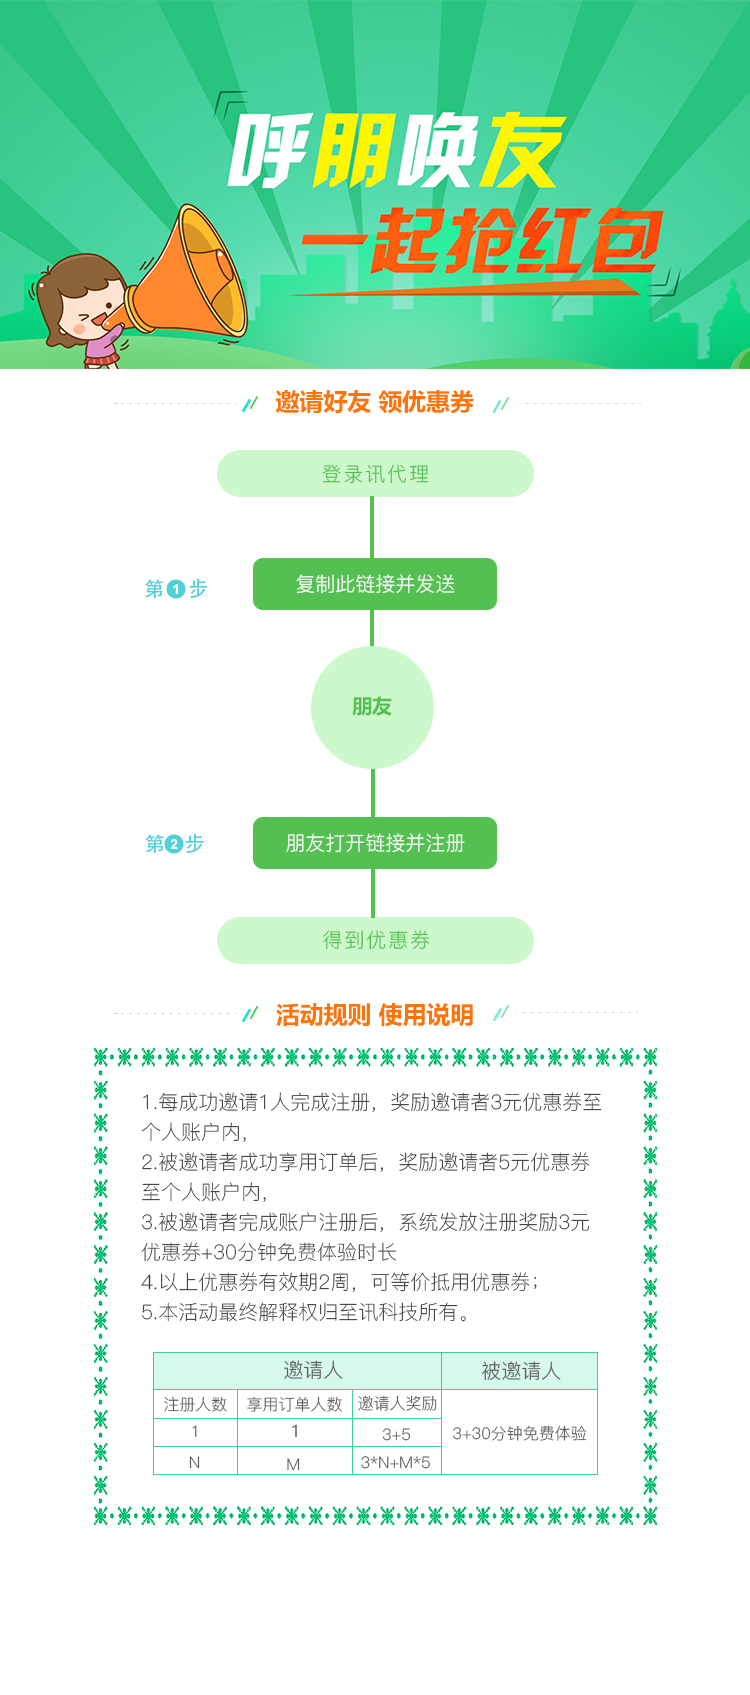 呼朋唤友
一起抢红包
邀请好友 领优惠券
登录讯代理
第1步
复制此链接并发送
朋友
第2步
朋友打开链接并注册
得到优惠券
活动规则 使用说明
1.每成功邀请1人完成注册，奖励邀请者3元优惠券至
个人账户内，
2.被邀请者成功享用订单后，奖励邀请者5元优惠券
至个人账户内，
3.被邀请者完成账户注册后，系统发放注册奖励3元
优惠券+30分钟免费体验时长
4.以上优惠券有效期2周，可等价抵用优惠券；
5.本活动最终解释权归至讯科技所有。
邀请人 被邀请人
注册人数 享用订单人数 邀请人奖励
1 1 3+5 3+30分钟免费体验
N M 3*N+M*5